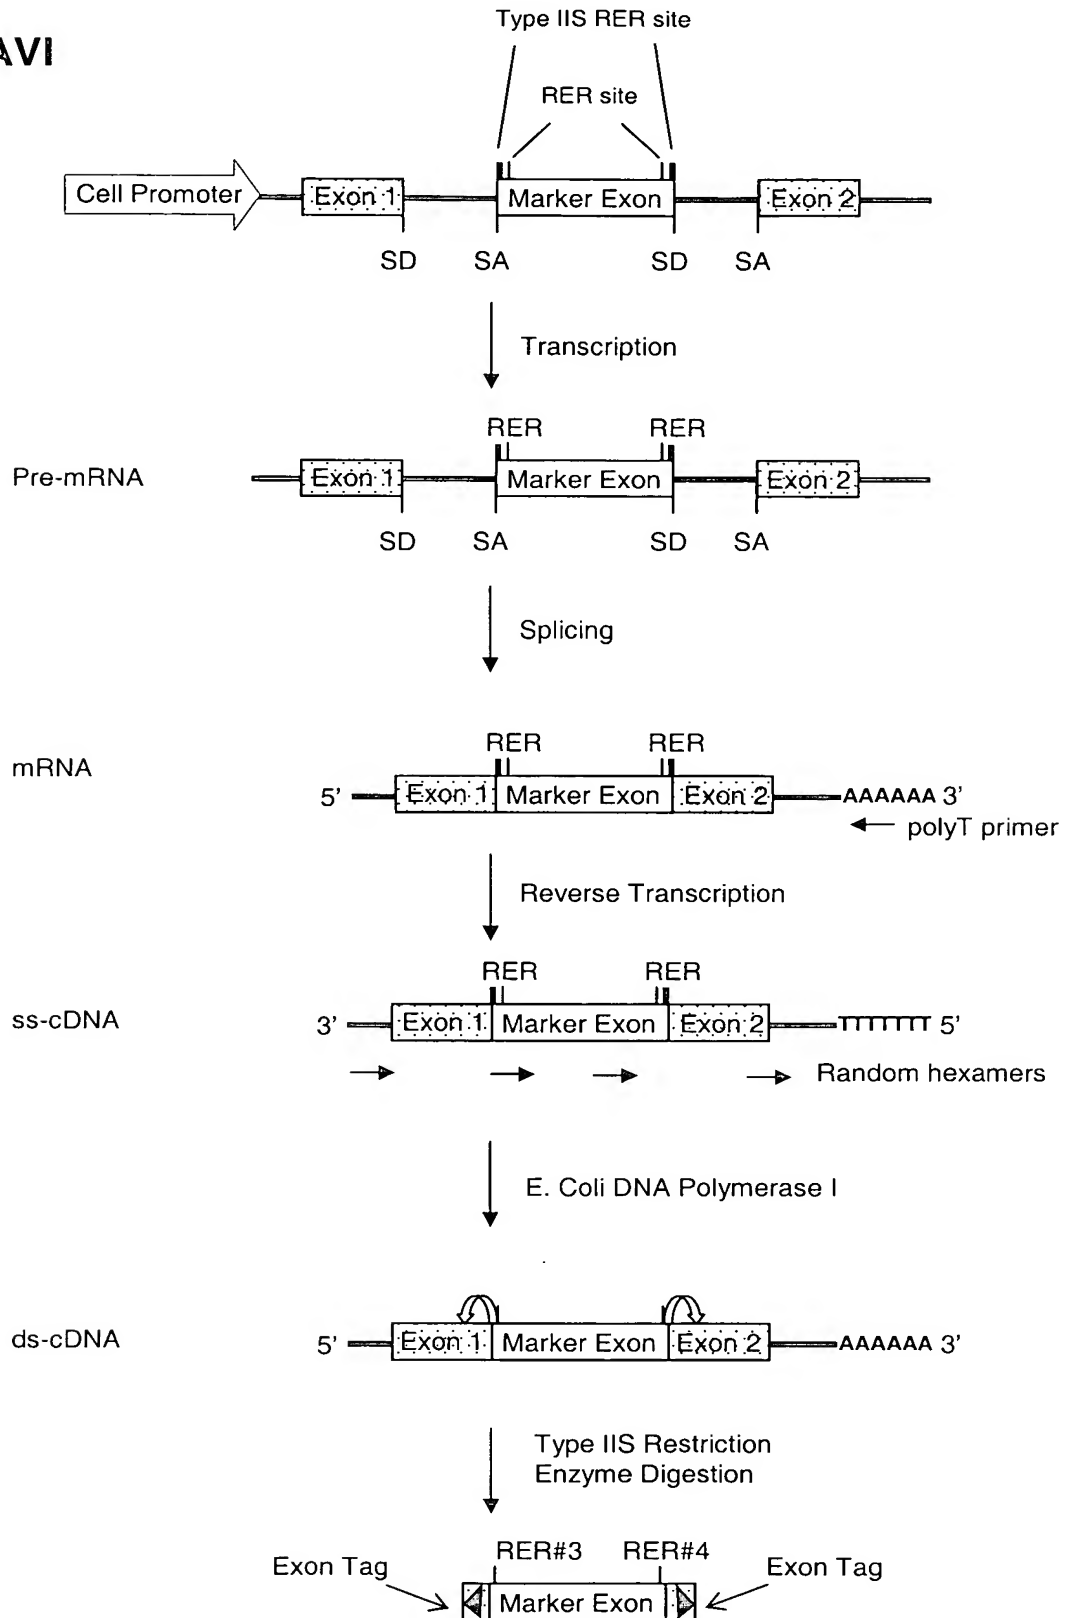 Type IIS RER site
AVI
RER site
Cell Promoter
Exon 1
Marker Exon
Exon 2
SD
SA
SD
SA
Transcription
RER
RER
Pre-mRNA
Exon 1
Marker Exon
Exon 2
SD
SA
SD
SA
Splicing
mRNA
RER
RER
5’
Exon 1
Marker Exon
Exon 2
AAAAAA 3’
polyT primer
Reverse Transcription
RER
RER
ss-cDNA
3’
Exon 1
Marker Exon
Exon 2
TTTTTT 5’
Random hexamers
E. Coli DNA Polymerase I
ds-cDNA
5’
Exon 1
Marker Exon
Exon 2
AAAAAA 3’
Type IIS Restriction
Enzyme Digestion
Exon Tag
RER#3
RER#4
Exon Tag
Marker Exon